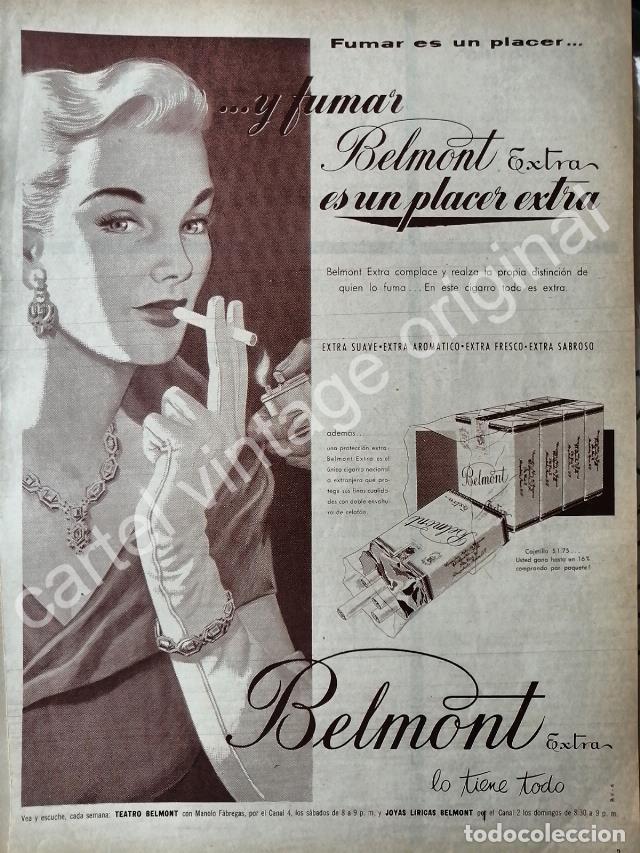 Fumar es un placer...
...y fumar
Belmont Extra
es un placer extra
Belmont Extra complace y realza la propia distinción de
quien lo fuma... En este cigarro todo es extra.
EXTRA SUAVE • EXTRA AROMATICO • EXTRA FRESCO • EXTRA SABROSO
además...
una protección extra:
Belmont Extra es el
único cigarro nacional
o extranjero que pro-
tege sus finas cualida-
des con doble envoltu-
ra de celofán.
Belmont
Extra
Belmont
Cajetilla $1.75...
Usted gana hasta un 16%
comprando por paquete!
Belmont Extra
lo tiene todo
Vea y escuche, cada semana: TEATRO BELMONT con Manolo Fábregas, por el Canal 4, los sábados de 8 a 9 p. m. y JOYAS LIRICAS BELMONT por el Canal 2 los domingos de 8:30 a 9 p. m.
cartel vintage original
todocoleccion